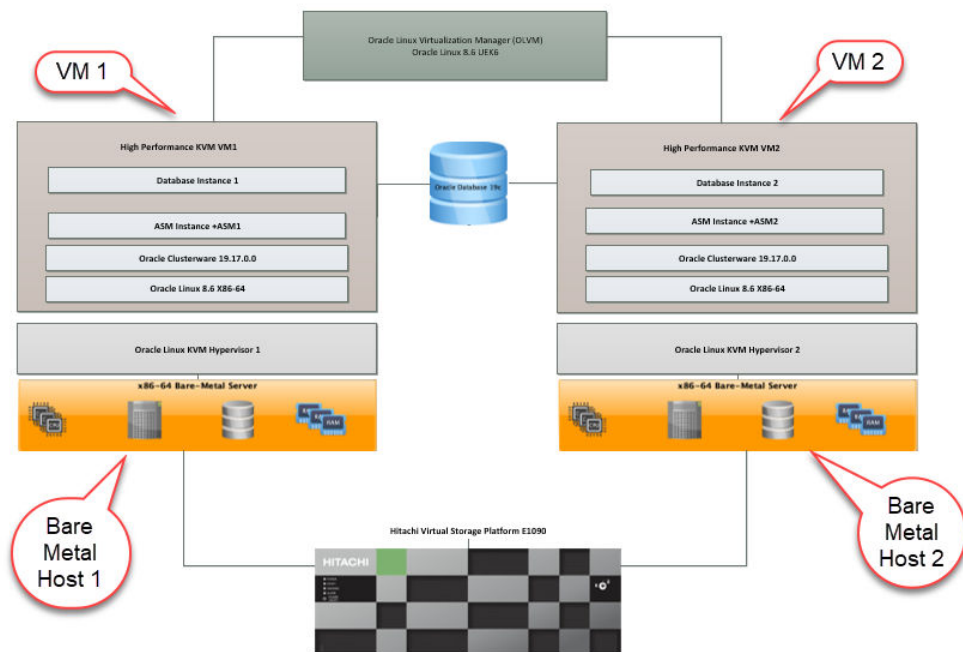 Oracle Linux Virtualization Manager (OLVM)
Oracle Linux 8.6 UEK6
VM 1
VM 2
High Performance KVM VM1
Database Instance 1
ASM Instance +ASM1
Oracle Clusterware 19.17.0.0
Oracle Linux 8.6 X86-64
Oracle Database 19c
High Performance KVM VM2
Database Instance 2
ASM Instance +ASM2
Oracle Clusterware 19.17.0.0
Oracle Linux 8.6 X86-64
Oracle Linux KVM Hypervisor 1
Oracle Linux KVM Hypervisor 2
x86-64 Bare-Metal Server
CPU
RAM
x86-64 Bare-Metal Server
CPU
RAM
Bare
Metal
Host 1
Bare
Metal
Host 2
Hitachi Virtual Storage Platform E1090
HITACHI